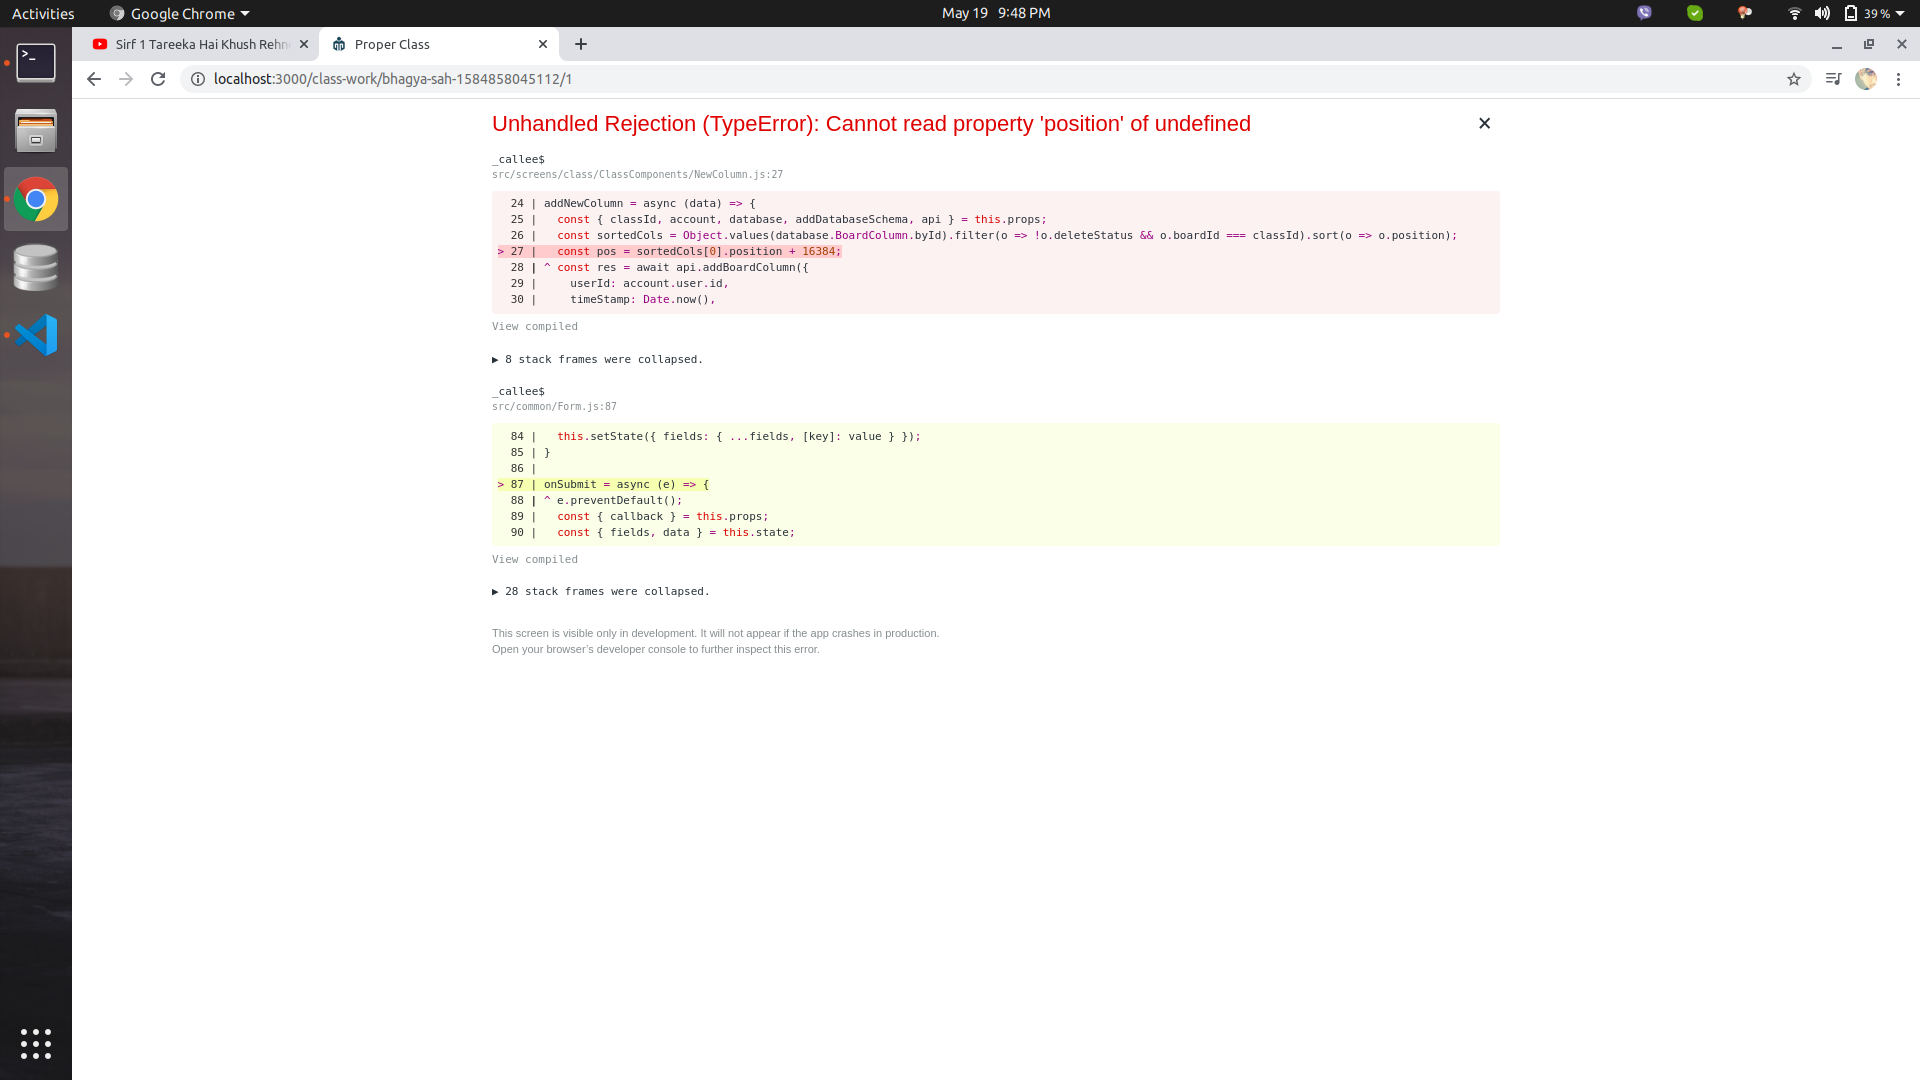 Activities
Google Chrome
May 19 9:48 PM
39 %
Sirf 1 Tareeka Hai Khush Rehn
Proper Class
localhost:3000/class-work/bhagya-sah-1584858045112/1
Unhandled Rejection (TypeError): Cannot read property 'position' of undefined
_callee$
src/screens/class/ClassComponents/NewColumn.js:27
24 | addNewColumn = async (data) => {
25 |   const { classId, account, database, addDatabaseSchema, api } = this.props;
26 |   const sortedCols = Object.values(database.BoardColumn.byId).filter(o => !o.deleteStatus && o.boardId === classId).sort(o => o.position);
> 27 |   const pos = sortedCols[0].position + 16384;
28 | ^ const res = await api.addBoardColumn({
29 |     userId: account.user.id,
30 |     timeStamp: Date.now(),
View compiled
▶ 8 stack frames were collapsed.
_callee$
src/common/Form.js:87
84 |   this.setState({ fields: { ...fields, [key]: value } });
85 | }
86 |
> 87 | onSubmit = async (e) => {
88 | ^ e.preventDefault();
89 |   const { callback } = this.props;
90 |   const { fields, data } = this.state;
View compiled
▶ 28 stack frames were collapsed.
This screen is visible only in development. It will not appear if the app crashes in production.
Open your browser’s developer console to further inspect this error.